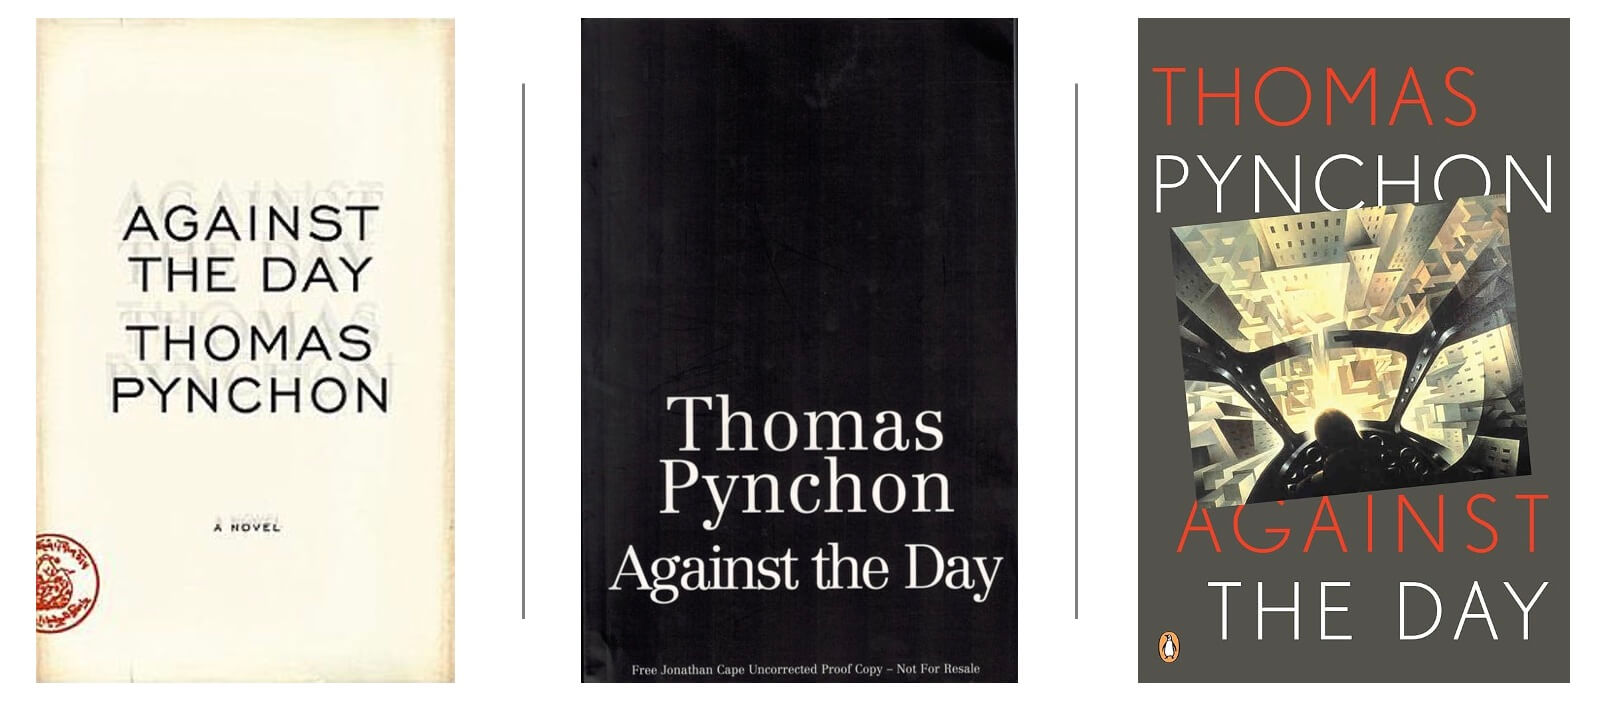 AGAINST
THE DAY
THOMAS
PYNCHON
A NOVEL
Thomas
Pynchon
Against the Day
Free Jonathan Cape Uncorrected Proof Copy – Not For Resale
THOMAS
PYNCHON
AGAINST
THE DAY